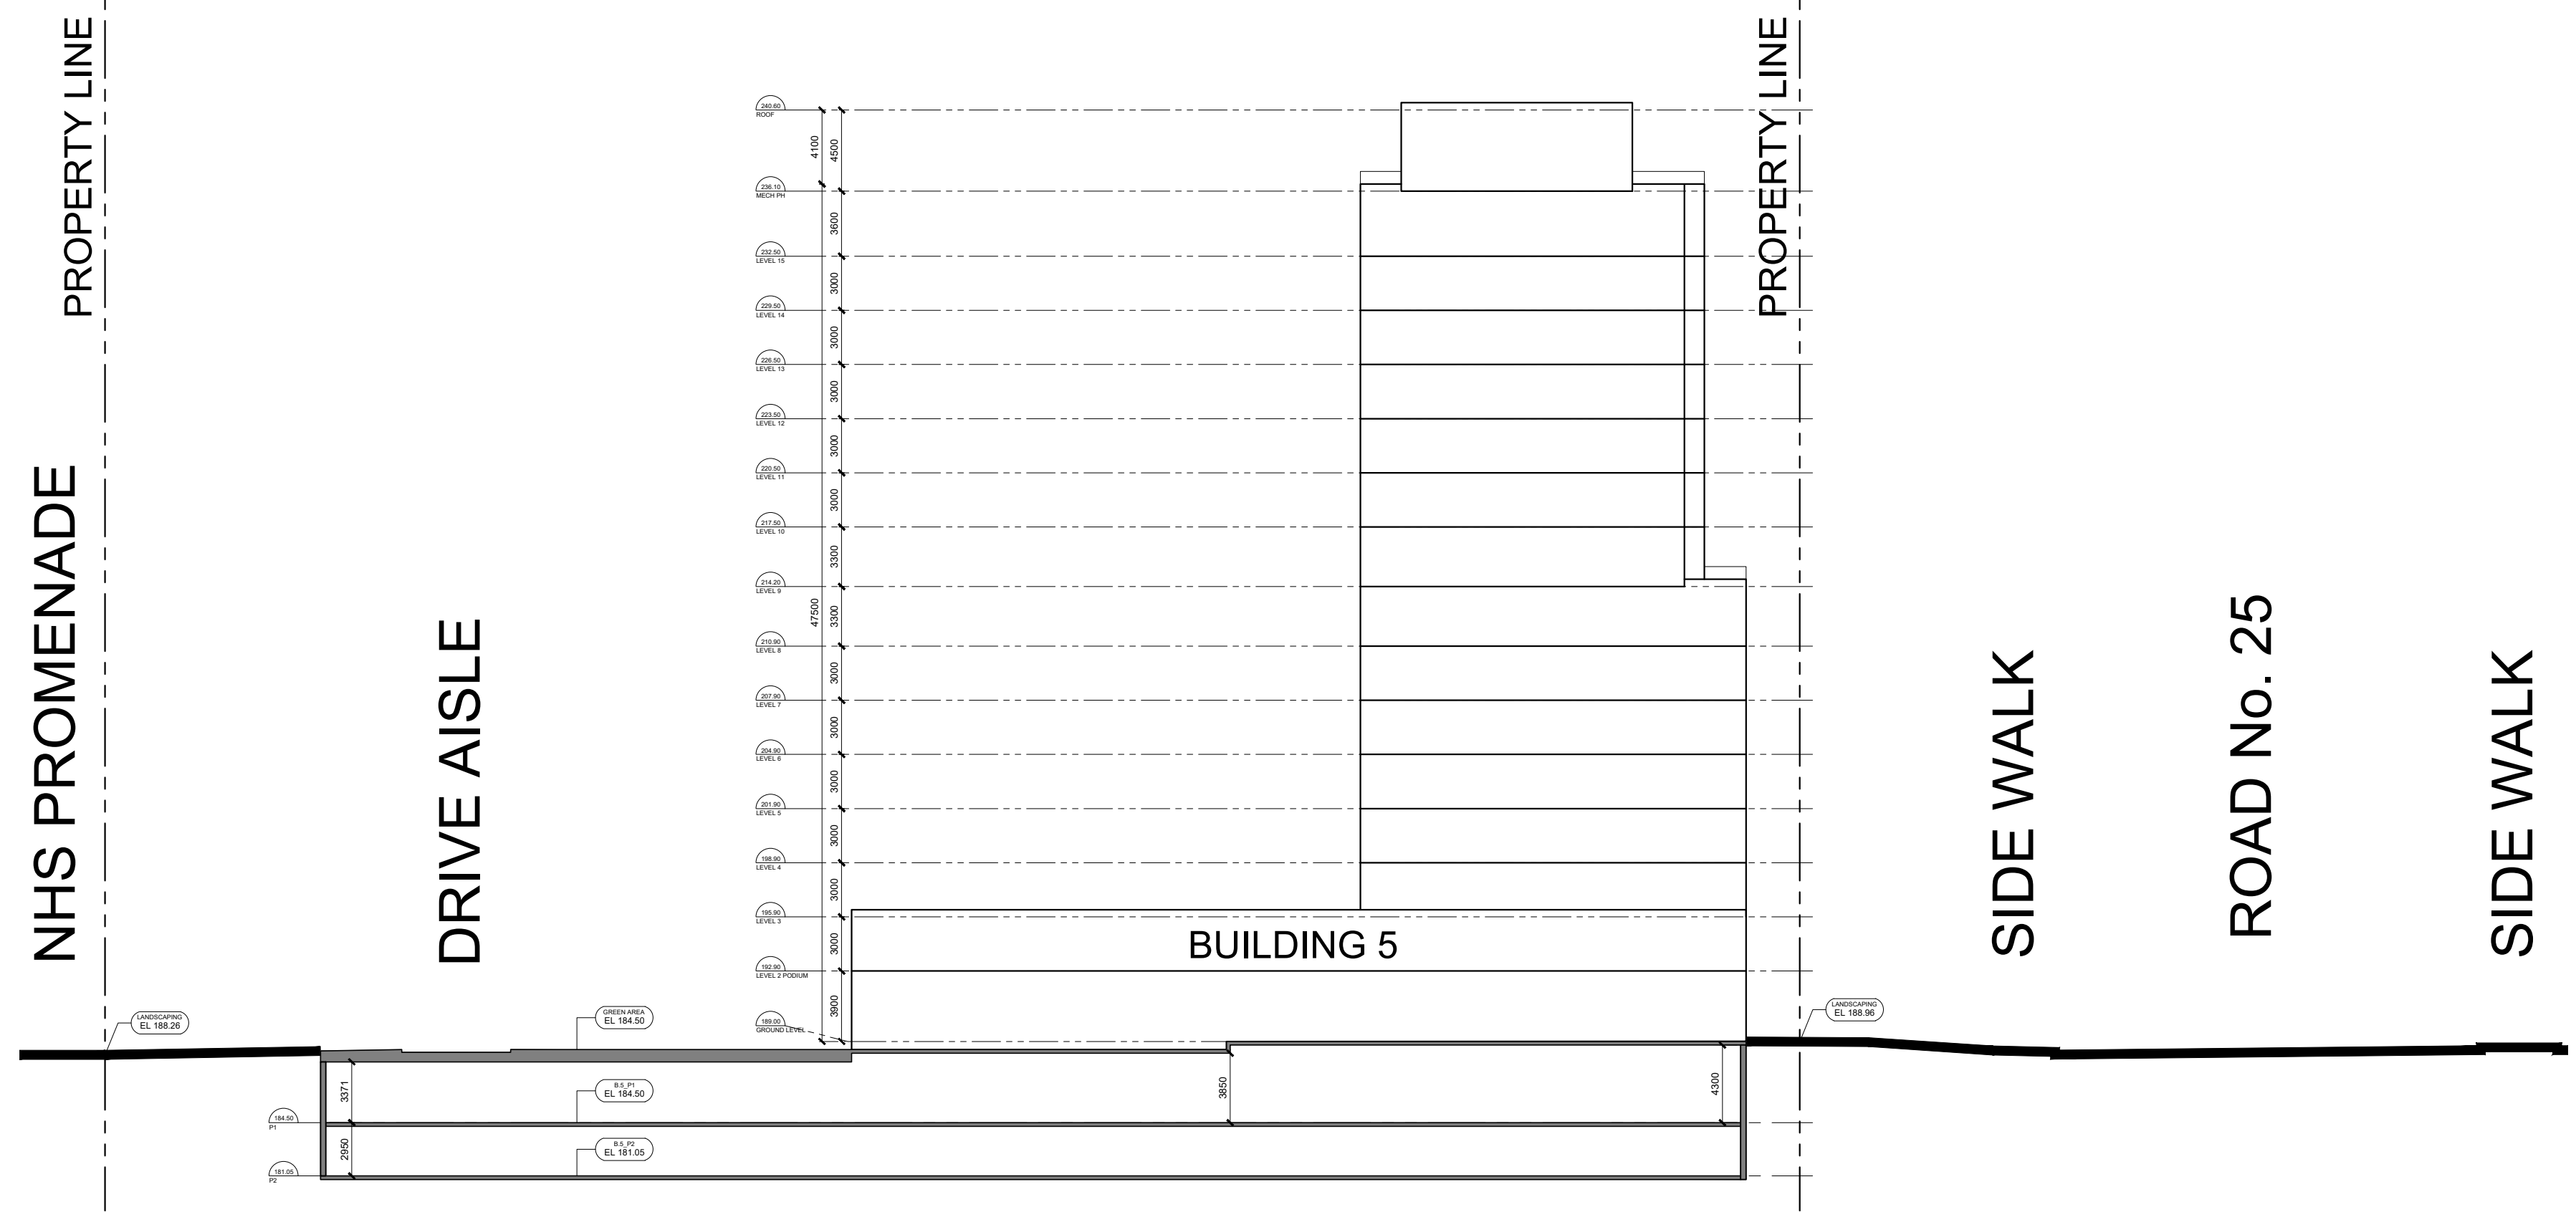 PROPERTY LINE
PROPERTY LINE
240.60
ROOF
4100
4500
236.10
MECH PH
3600
232.50
LEVEL 15
3000
229.50
LEVEL 14
3000
226.50
LEVEL 13
3000
223.50
LEVEL 12
3000
220.50
LEVEL 11
3000
217.50
LEVEL 10
3300
214.20
LEVEL 9
47500
3300
210.90
LEVEL 8
3000
207.90
LEVEL 7
3000
204.90
LEVEL 6
3000
201.90
LEVEL 5
3000
198.90
LEVEL 4
3000
195.90
LEVEL 3
3000
192.90
LEVEL 2 PODIUM
3900
189.00
GROUND LEVEL
NHS PROMENADE
DRIVE AISLE
BUILDING 5
SIDE WALK
ROAD No. 25
SIDE WALK
LANDSCAPING
EL 188.26
GREEN AREA
EL 184.50
LANDSCAPING
EL 188.96
3371
B.5_P1
EL 184.50
3850
4300
184.50
P1
2950
B.5_P2
EL 181.05
181.05
P2